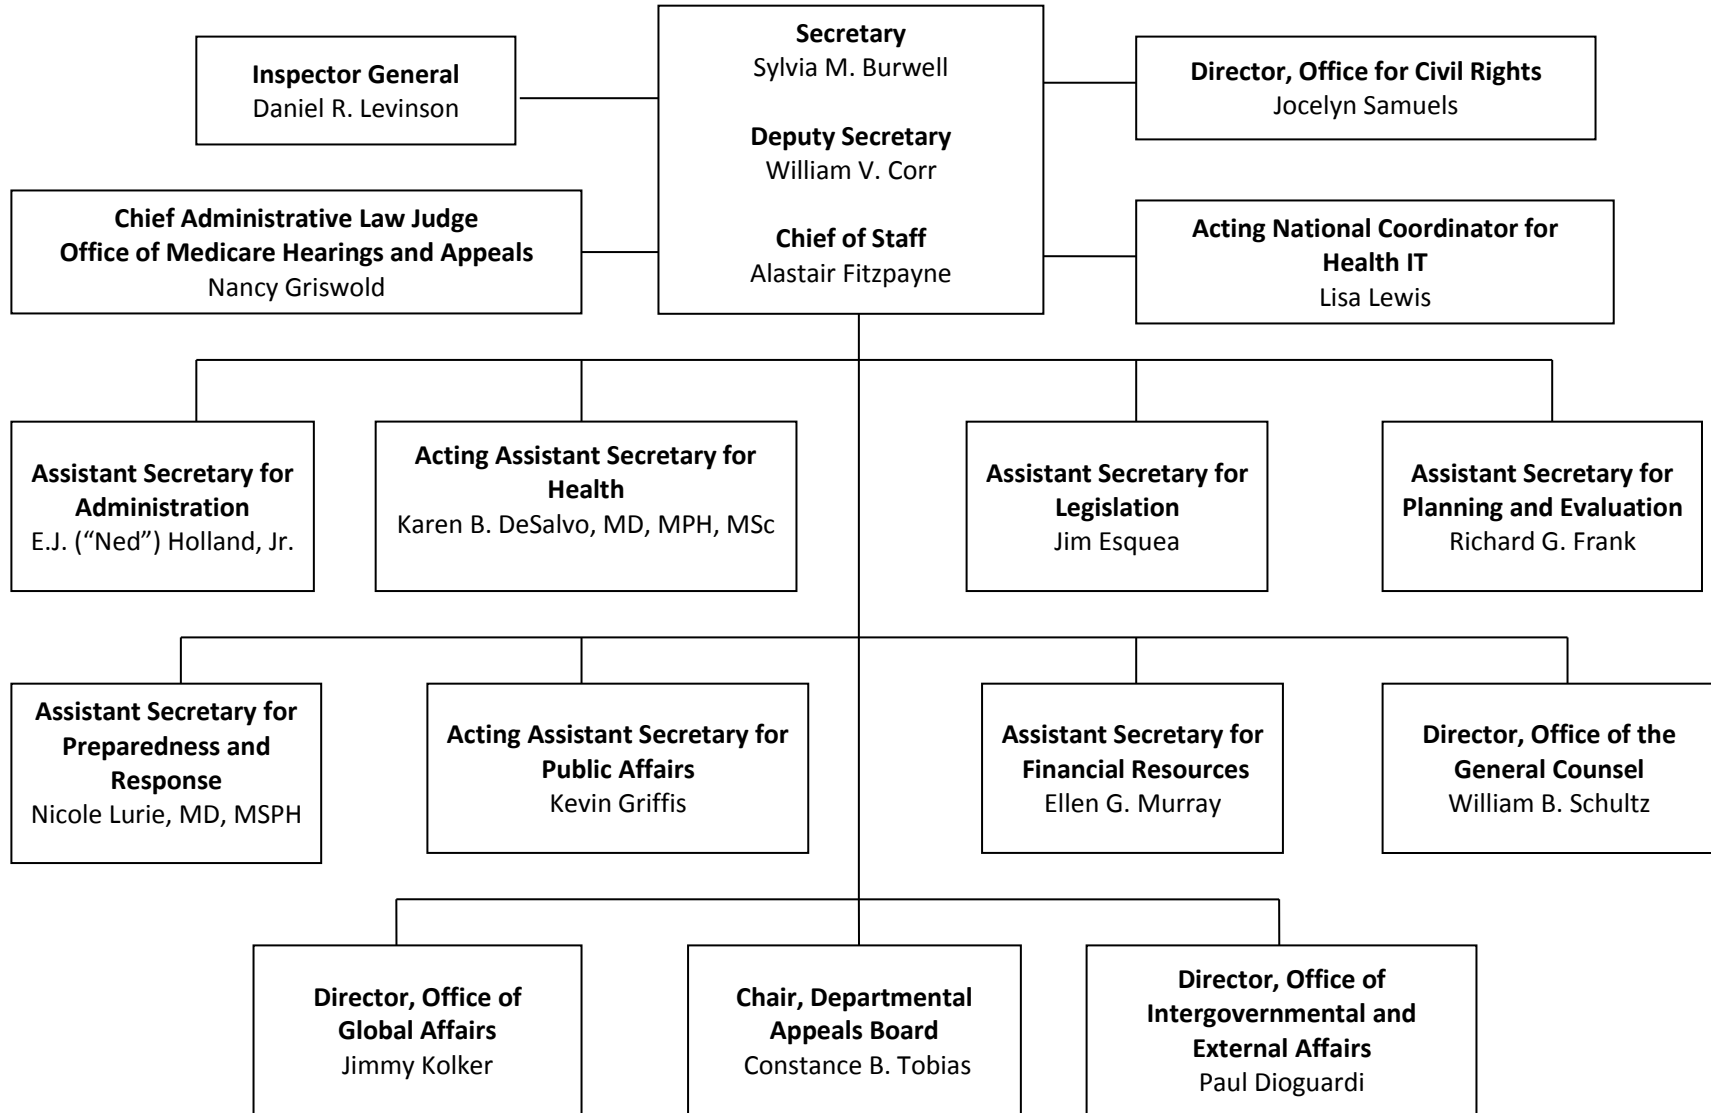 Secretary
Sylvia M. Burwell
Deputy Secretary
William V. Corr
Chief of Staff
Alastair Fitzpayne
Inspector General
Daniel R. Levinson
Director, Office for Civil Rights
Jocelyn Samuels
Chief Administrative Law Judge
Office of Medicare Hearings and Appeals
Nancy Griswold
Acting National Coordinator for
Health IT
Lisa Lewis
Assistant Secretary for
Administration
E.J. (“Ned”) Holland, Jr.
Acting Assistant Secretary for
Health
Karen B. DeSalvo, MD, MPH, MSc
Assistant Secretary for
Legislation
Jim Esquea
Assistant Secretary for
Planning and Evaluation
Richard G. Frank
Assistant Secretary for
Preparedness and
Response
Nicole Lurie, MD, MSPH
Acting Assistant Secretary for
Public Affairs
Kevin Griffis
Assistant Secretary for
Financial Resources
Ellen G. Murray
Director, Office of the
General Counsel
William B. Schultz
Director, Office of
Global Affairs
Jimmy Kolker
Chair, Departmental
Appeals Board
Constance B. Tobias
Director, Office of
Intergovernmental and
External Affairs
Paul Dioguardi